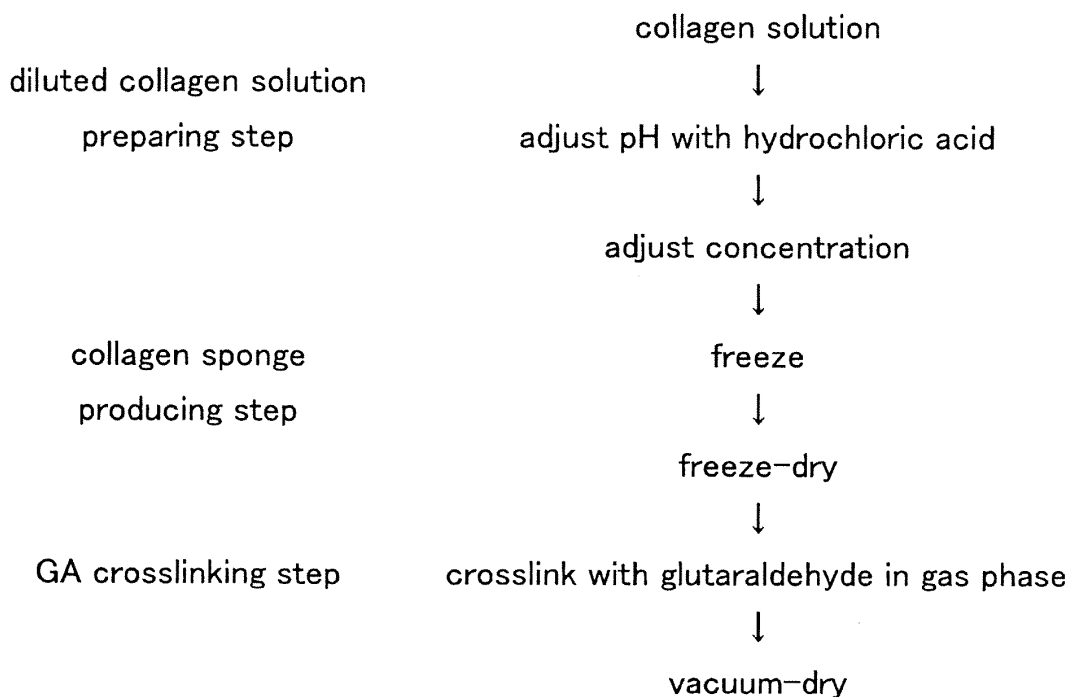 collagen solution
↓
diluted collagen solution
preparing step
adjust pH with hydrochloric acid
↓
adjust concentration
↓
collagen sponge
producing step
freeze
↓
freeze-dry
↓
GA crosslinking step
crosslink with glutaraldehyde in gas phase
↓
vacuum-dry